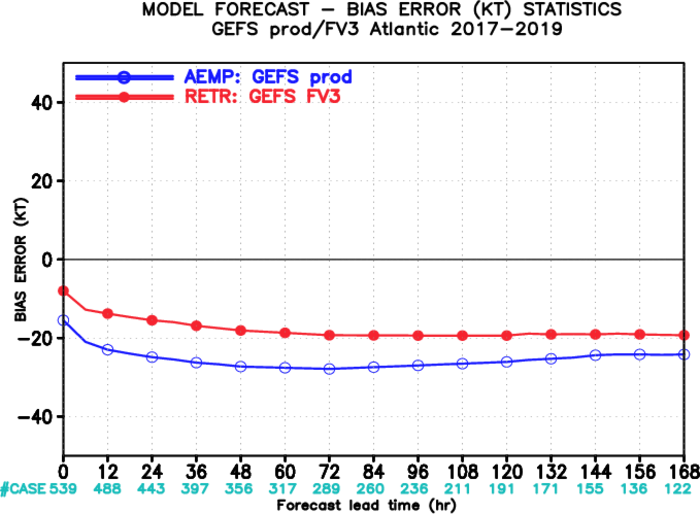 MODEL FORECAST – BIAS ERROR (KT) STATISTICS
GEFS prod/FV3 Atlantic 2017–2019
AEMP: GEFS prod
RETR: GEFS FV3
40
20
0
−20
−40
BIAS ERROR (KT)
0 12 24 36 48 60 72 84 96 108 120 132 144 156 168
#CASE 539 488 443 397 356 317 289 260 236 211 191 171 155 136 122
Forecast lead time (hr)